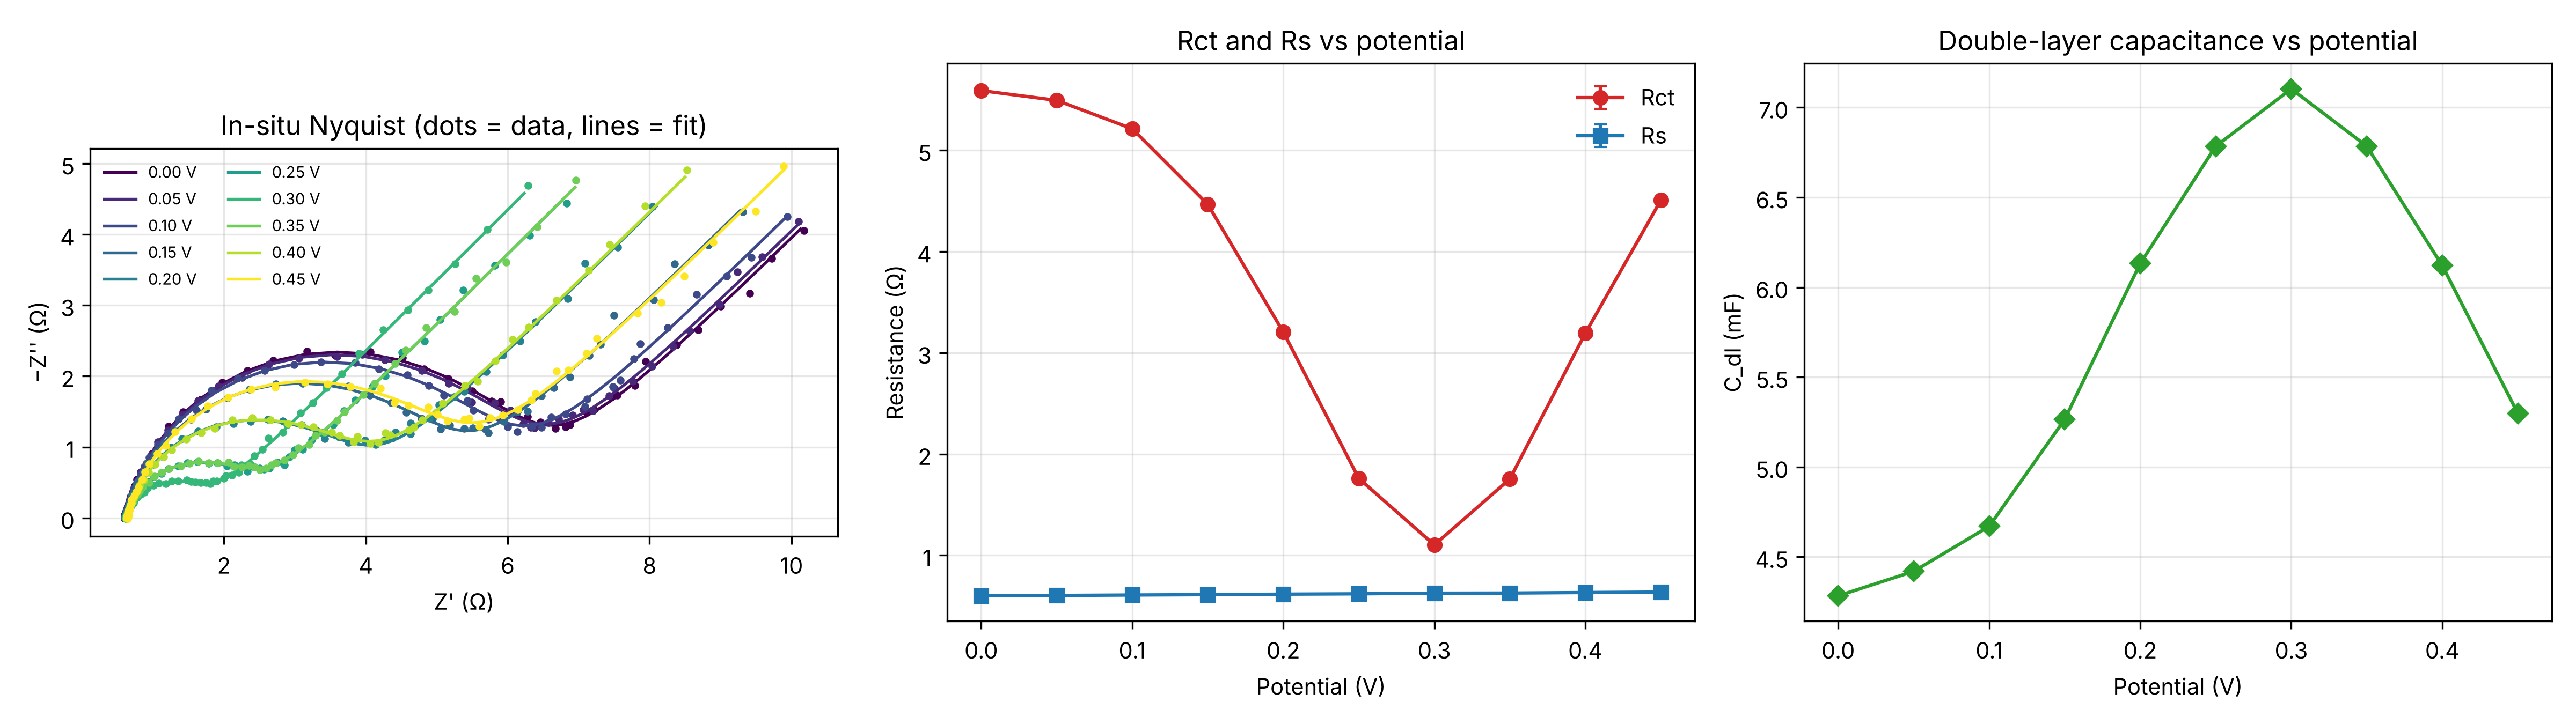 In-situ Nyquist (dots = data, lines = fit)
5
4
3
2
1
0
−Z'' (Ω)
0.00 V
0.05 V
0.10 V
0.15 V
0.20 V
0.25 V
0.30 V
0.35 V
0.40 V
0.45 V
2 4 6 8 10
Z' (Ω)
Rct and Rs vs potential
5
4
3
2
1
Resistance (Ω)
Rct
Rs
0.0 0.1 0.2 0.3 0.4
Potential (V)
Double-layer capacitance vs potential
7.0
6.5
6.0
5.5
5.0
4.5
C_dl (mF)
0.0 0.1 0.2 0.3 0.4
Potential (V)